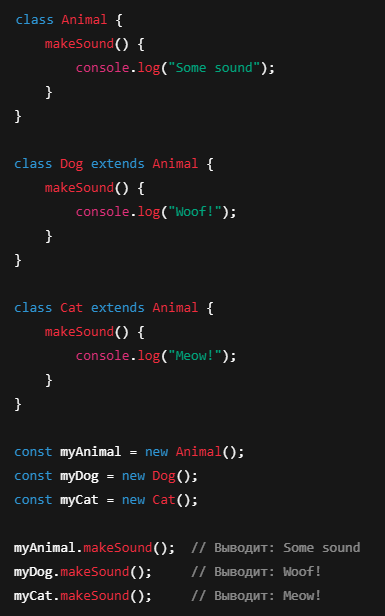 class Animal {
    makeSound() {
        console.log("Some sound");
    }
}

class Dog extends Animal {
    makeSound() {
        console.log("Woof!");
    }
}

class Cat extends Animal {
    makeSound() {
        console.log("Meow!");
    }
}

const myAnimal = new Animal();
const myDog = new Dog();
const myCat = new Cat();

myAnimal.makeSound();  // Выводит: Some sound
myDog.makeSound();     // Выводит: Woof!
myCat.makeSound();     // Выводит: Meow!